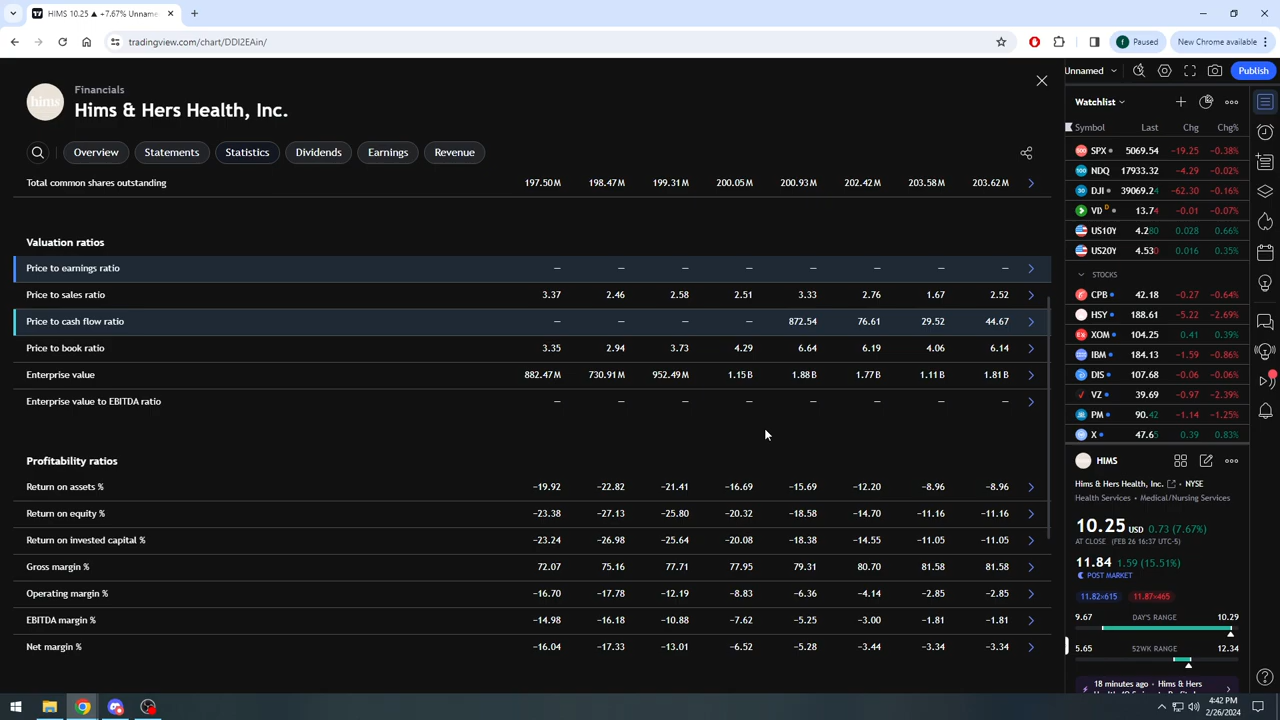 HIMS 10.25 ▲ +7.67% Unname
tradingview.com/chart/DDI2EAin/
Paused
New Chrome available
hims
Financials
Hims & Hers Health, Inc.
Overview
Statements
Statistics
Dividends
Earnings
Revenue
Total common shares outstanding 197.50M 198.47M 199.31M 200.05M 200.93M 202.42M 203.58M 203.62M
Valuation ratios
Price to earnings ratio — — — — — — — —
Price to sales ratio 3.37 2.46 2.58 2.51 3.33 2.76 1.67 2.52
Price to cash flow ratio — — — — 872.54 76.61 29.52 44.67
Price to book ratio 3.35 2.94 3.73 4.29 6.66 6.19 4.06 6.14
Enterprise value 882.47M 730.91M 952.49M 1.15B 1.88B 1.77B 1.11B 1.81B
Enterprise value to EBITDA ratio — — — — — — — —
Profitability ratios
Return on assets % −19.92 −22.82 −21.41 −16.69 −15.69 −12.20 −8.96 −8.96
Return on equity % −23.38 −27.13 −25.80 −20.32 −18.58 −14.70 −11.16 −11.16
Return on invested capital % −23.24 −26.98 −25.64 −20.08 −18.38 −14.55 −11.05 −11.05
Gross margin % 72.07 75.16 77.71 77.95 79.31 80.70 81.58 81.58
Operating margin % −16.70 −17.78 −12.19 −8.83 −6.36 −4.14 −2.85 −2.85
EBITDA margin % −14.98 −16.18 −10.88 −7.62 −5.25 −3.00 −1.81 −1.81
Net margin % −16.04 −17.33 −13.01 −6.52 −5.28 −3.44 −3.34 −3.34
Unnamed
Publish
Watchlist
Symbol Last Chg Chg%
SPX 5069.54 −19.25 −0.38%
NDQ 17933.32 −4.29 −0.02%
DJI 39069.24 −62.30 −0.16%
VD D 13.74 −0.01 −0.07%
US10Y 4.280 0.028 0.66%
US20Y 4.530 0.016 0.35%
STOCKS
CPB 42.18 −0.27 −0.64%
HSY 188.61 −5.22 −2.69%
XOM 104.25 0.41 0.39%
IBM 184.13 −1.59 −0.86%
DIS 107.68 −0.06 −0.06%
VZ 39.69 −0.97 −2.39%
PM 90.42 −1.14 −1.25%
X 47.65 0.39 0.83%
HIMS
Hims & Hers Health, Inc. • NYSE
Health Services • Medical/Nursing Services
10.25 USD 0.73 (7.67%)
AT CLOSE (FEB 26 16:37 UTC-5)
11.84 1.59 (15.51%)
POST MARKET
11.82×615 11.87×465
9.67 DAY'S RANGE 10.29
5.65 52WK RANGE 12.34
18 minutes ago • Hims & Hers
4:42 PM
2/26/2024